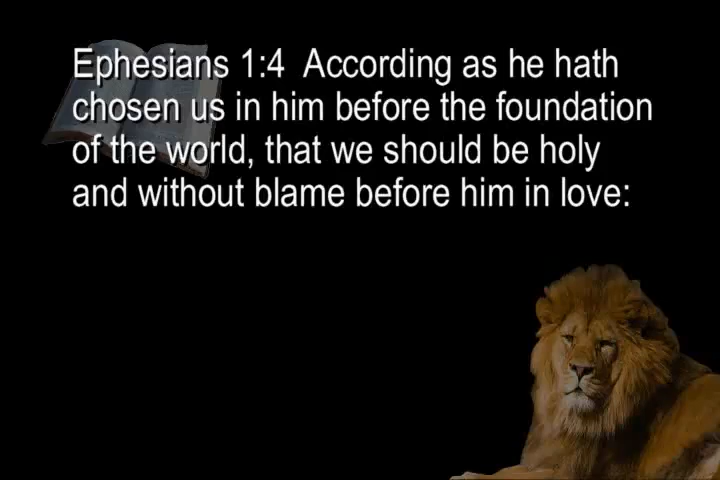 Ephesians 1:4  According as he hath
chosen us in him before the foundation
of the world, that we should be holy
and without blame before him in love: